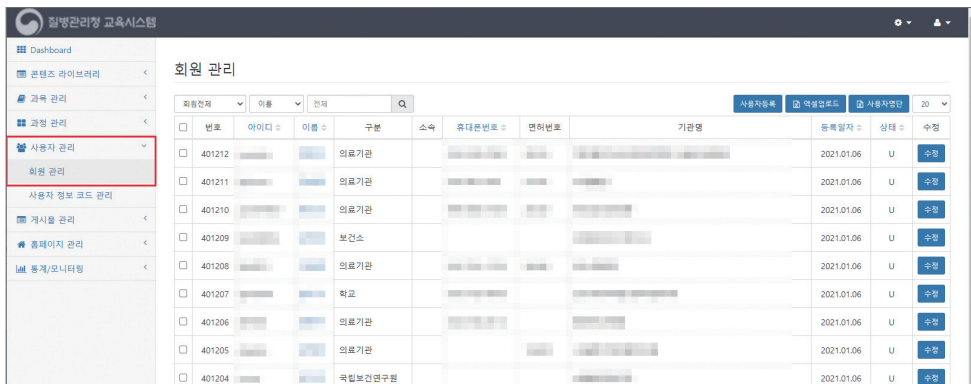 질병관리청 교육시스템
Dashboard
콘텐츠 라이브러리
과목 관리
과정 관리
사용자 관리
회원 관리
사용자 정보 코드 관리
게시물 관리
홈페이지 관리
통계/모니터링
회원 관리
회원전체 이름 전체 사용자등록 엑셀업로드 사용자명단 20
번호 아이디 이름 구분 소속 휴대폰번호 면허번호 기관명 등록일자 상태 수정
401212 의료기관 2021.01.06 U 수정
401211 의료기관 2021.01.06 U 수정
401210 의료기관 2021.01.06 U 수정
401209 보건소 2021.01.06 U 수정
401208 의료기관 2021.01.06 U 수정
401207 학교 2021.01.06 U 수정
401206 의료기관 2021.01.06 U 수정
401205 의료기관 2021.01.06 U 수정
401204 국립보건연구원 2021.01.06 U 수정